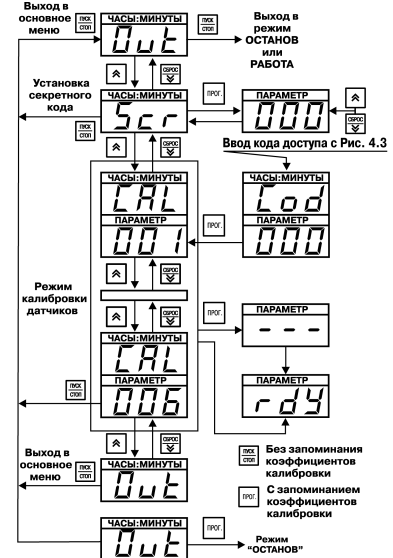 Выход в
основное
меню
ПУСК
СТОП
ЧАСЫ:МИНУТЫ
Out
ПУСК
СТОП
Выход в
режим
ОСТАНОВ
или
РАБОТА
СБРОС
Установка
секретного
кода
ПУСК
СТОП
ЧАСЫ:МИНУТЫ
Scr
ПРОГ.
ПАРАМЕТР
000
СБРОС
СБРОС
Ввод кода доступа с Рис. 4.3
ЧАСЫ:МИНУТЫ
CAL
ПАРАМЕТР
001
ПРОГ.
ЧАСЫ:МИНУТЫ
Cod
ПАРАМЕТР
000
СБРОС
Режим
калибровки
датчиков
СБРОС
ПРОГ.
ПАРАМЕТР
- - -
ЧАСЫ:МИНУТЫ
CAL
ПАРАМЕТР
006
ПУСК
СТОП
ПАРАМЕТР
rdY
СБРОС
Выход в
основное
меню
ПУСК
СТОП
ЧАСЫ:МИНУТЫ
Out
ПУСК
СТОП
Без запоминания
коэффициентов
калибровки
ПРОГ.
С запоминанием
коэффициентов
калибровки
ЧАСЫ:МИНУТЫ
Out
ПРОГ.
Режим
"ОСТАНОВ"